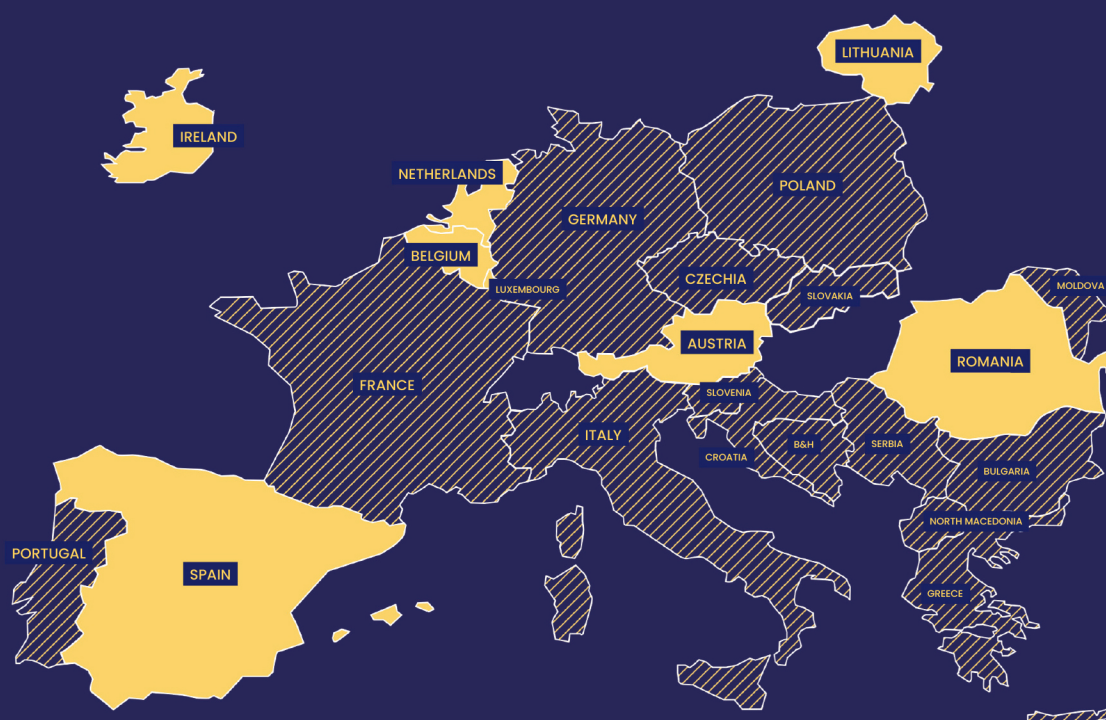 LITHUANIA
IRELAND
NETHERLANDS
POLAND
GERMANY
BELGIUM
CZECHIA
LUXEMBOURG
SLOVAKIA
MOLDOVA
AUSTRIA
ROMANIA
FRANCE
SLOVENIA
ITALY
B&H
SERBIA
CROATIA
BULGARIA
NORTH MACEDONIA
PORTUGAL
SPAIN
GREECE